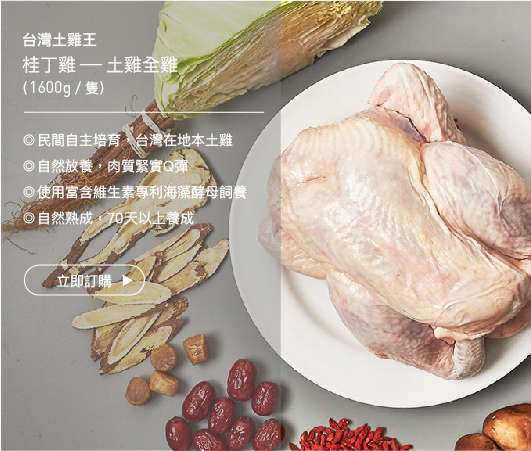 台灣土雞王
桂丁雞 — 土雞全雞
(1600g / 隻)
◎民間自主培育，台灣在地本土雞
◎自然放養，肉質緊實Q彈
◎使用富含維生素專利海藻酵母飼養
◎自然熟成，70天以上養成
立即訂購 ▶